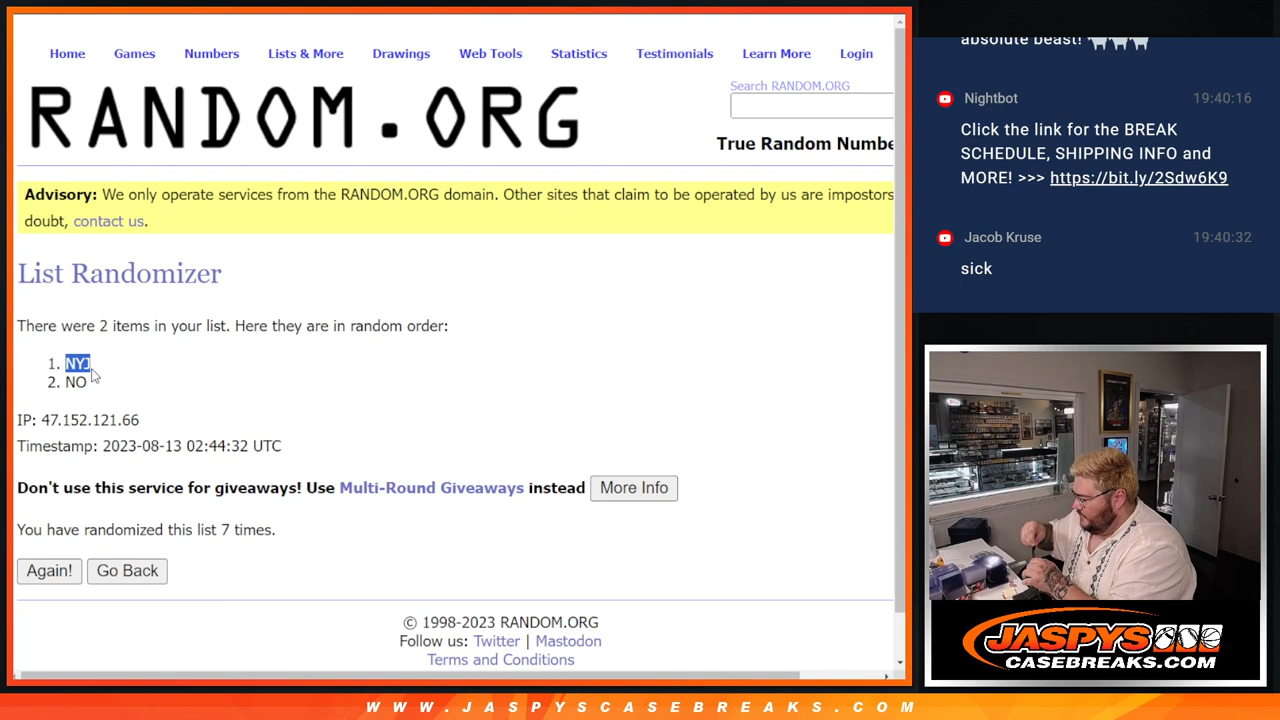 Home Games Numbers Lists & More Drawings Web Tools Statistics Testimonials Learn More Login
RANDOM.ORG
Search RANDOM.ORG
True Random Numbe
Advisory: We only operate services from the RANDOM.ORG domain. Other sites that claim to be operated by us are impostors
doubt, contact us.
List Randomizer
There were 2 items in your list. Here they are in random order:
1. NYJ
2. NO
IP: 47.152.121.66
Timestamp: 2023-08-13 02:44:32 UTC
Don't use this service for giveaways! Use Multi-Round Giveaways instead More Info
You have randomized this list 7 times.
Again! Go Back
© 1998-2023 RANDOM.ORG
Follow us: Twitter | Mastodon
Terms and Conditions
absolute beast!
Nightbot 19:40:16
Click the link for the BREAK
SCHEDULE, SHIPPING INFO and
MORE! >>> https://bit.ly/2Sdw6K9
Jacob Kruse 19:40:32
sick
JASPYS
CASEBREAKS.COM
WWW.JASPYSCASEBREAKS.COM